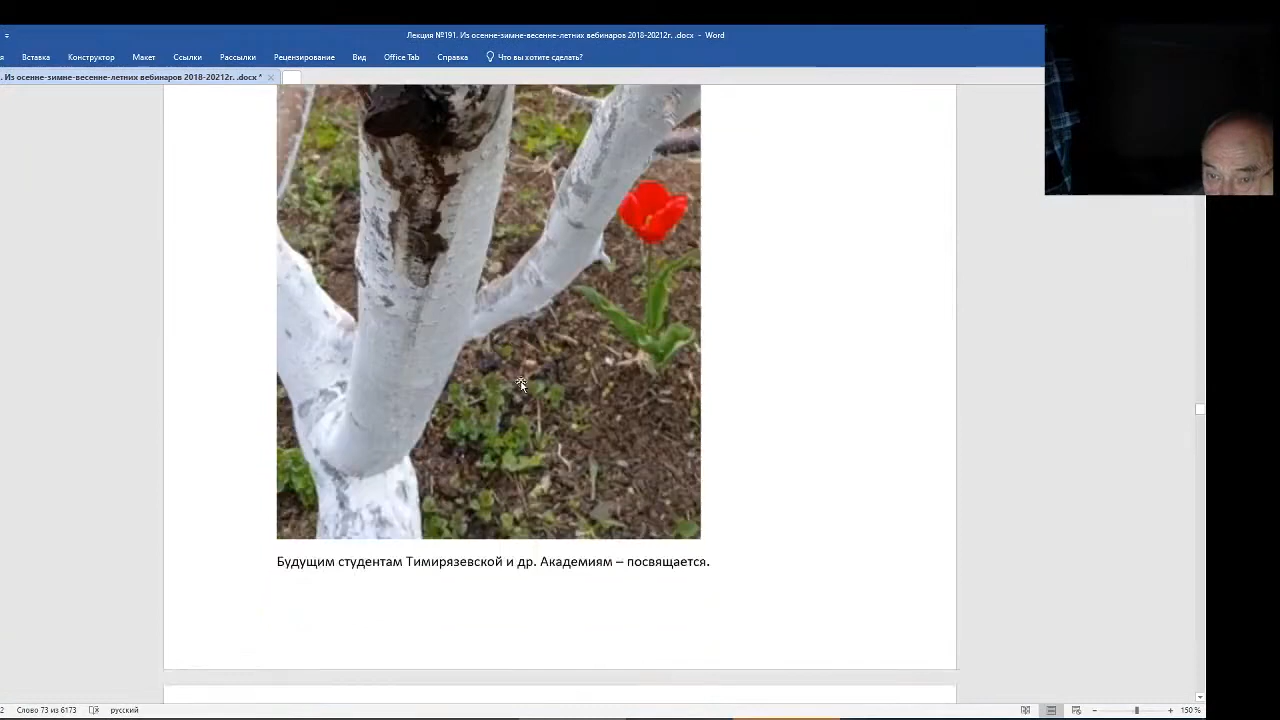 Лекция №191. Из осенне-зимне-весенне-летних вебинаров 2018-20212г. .docx - Word
Вставка Конструктор Макет Ссылки Рассылки Рецензирование Вид Office Tab Справка Что вы хотите сделать?
. Из осенне-зимне-весенне-летних вебинаров 2018-20212г. .docx *
Будущим студентам Тимирязевской и др. Академиям – посвящается.
2 Слово 73 из 6173 русский 150 %